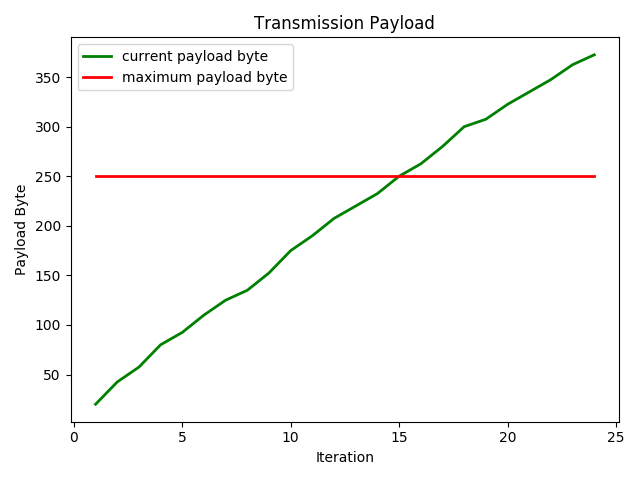 Transmission Payload
current payload byte
maximum payload byte
350
300
250
200
150
100
50
Payload Byte
0 5 10 15 20 25
Iteration